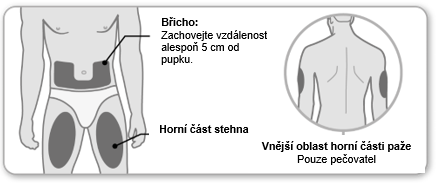 Břicho:
Zachovejte vzdálenost
alespoň 5 cm od
pupku.
Horní část stehna
Vnější oblast horní části paže
Pouze pečovatel